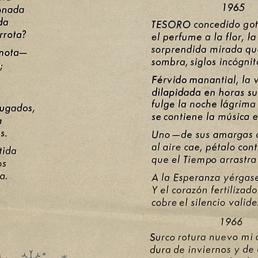 onada
da
rrota?
nota—
;
ugados,
a
s.
tida
os
a.
1965
TESORO concedido got
el perfume a la flor, la
sorprendida mirada qu
sombra, siglos incógnit
Férvido manantial, la v
dilapidada en horas su
fulge la noche lágrima
se contiene la música e
Uno—de sus amargas c
al aire cae, pétalo cont
que el Tiempo arrastra
A la Esperanza yérgase
Y el corazón fertilizado
cobre el silencio valide
1966
Surco rotura nuevo mi c
dura de inviernos y de